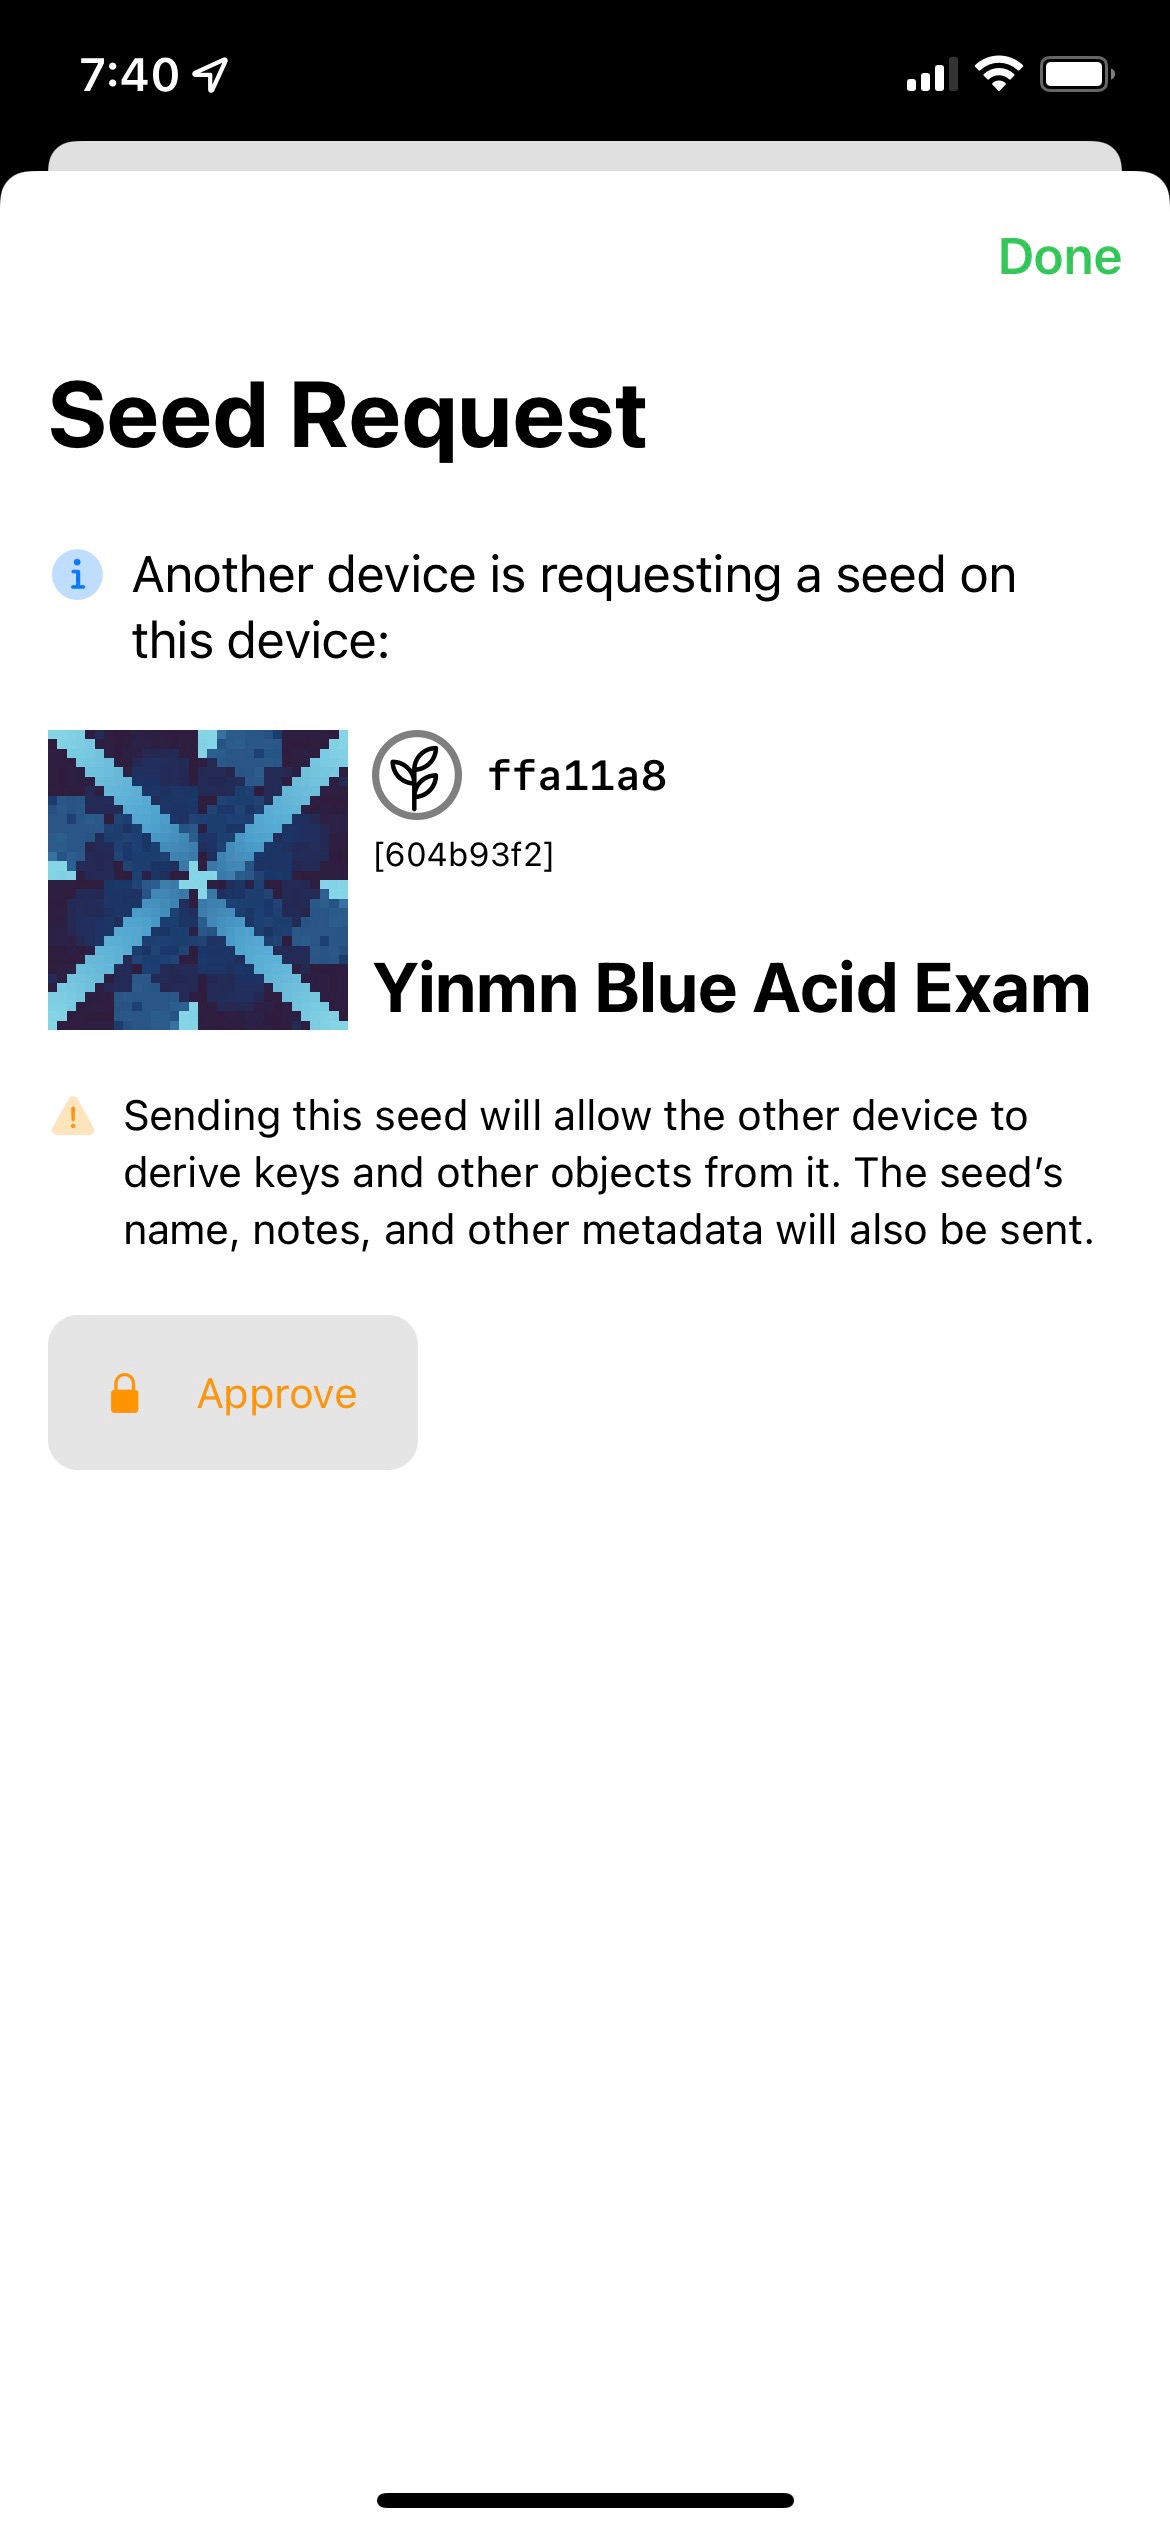 7:40
Done
Seed Request
Another device is requesting a seed on
this device:
ffa11a8
[604b93f2]
Yinmn Blue Acid Exam
Sending this seed will allow the other device to
derive keys and other objects from it. The seed’s
name, notes, and other metadata will also be sent.
Approve